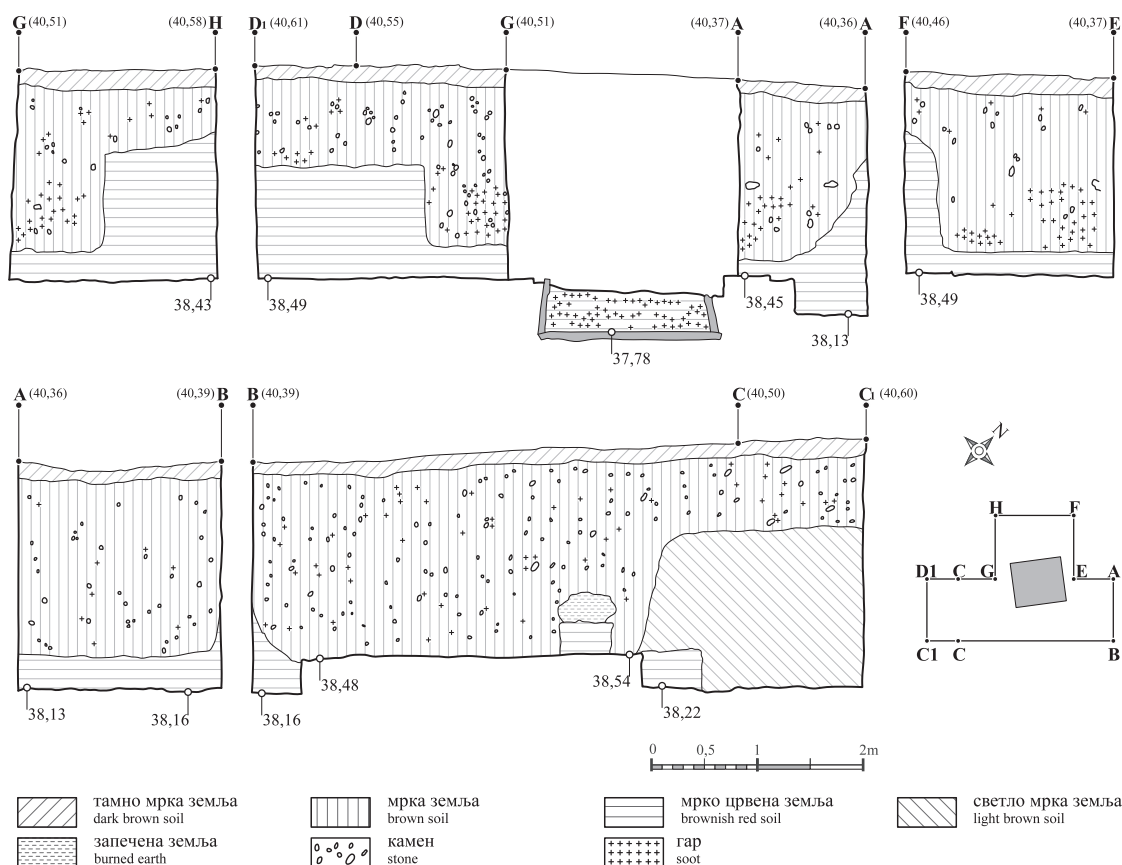 G (40,51) (40,58) H D1 (40,61) D (40,55) G (40,51) (40,37) A (40,36) A F (40,46) (40,37) E
38,43 38,49 38,45 38,49
38,13
37,78
A (40,36) (40,39) B B (40,39) C (40,50) C1 (40,60)
N
H F
D1 C G E A
C1 C B
38,48 38,54
38,13 38,16 38,16 38,22
0 0,5 1 2m
тамно мрка земља мрка земља мрко црвена земља светло мрка земља
dark brown soil brown soil brownish red soil light brown soil
запечена земља камен гар
burned earth stone soot